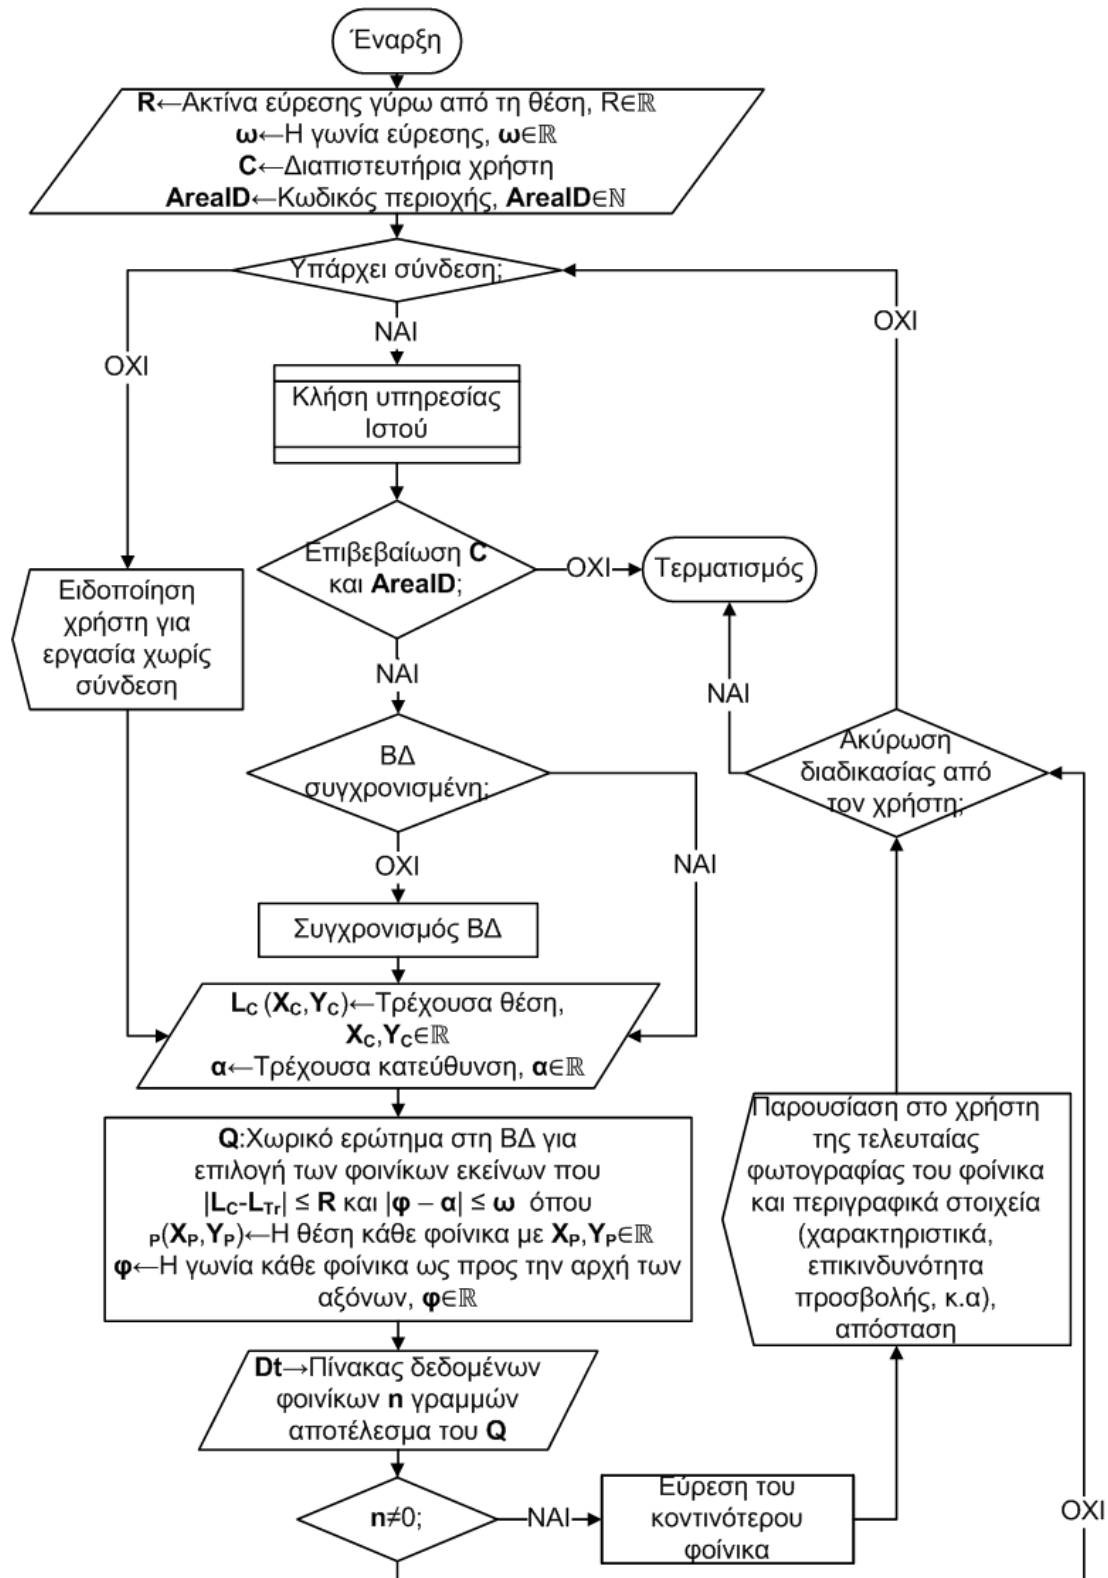 Έναρξη
R←Ακτίνα εύρεσης γύρω από τη θέση, R∈ℝ
ω←Η γωνία εύρεσης, ω∈ℝ
C←Διαπιστευτήρια χρήστη
AreaID←Κωδικός περιοχής, AreaID∈ℕ
Υπάρχει σύνδεση;
ΟΧΙ
ΝΑΙ
ΟΧΙ
Κλήση υπηρεσίας
Ιστού
Επιβεβαίωση C
και AreaID;
ΟΧΙ
Τερματισμός
Ειδοποίηση
χρήστη για
εργασία χωρίς
σύνδεση
ΝΑΙ
ΝΑΙ
ΒΔ
συγχρονισμένη;
Ακύρωση
διαδικασίας από
τον χρήστη;
ΟΧΙ
ΝΑΙ
Συγχρονισμός ΒΔ
L_C (X_C,Y_C)←Τρέχουσα θέση,
X_C,Y_C∈ℝ
α←Τρέχουσα κατεύθυνση, α∈ℝ
Q:Χωρικό ερώτημα στη ΒΔ για
επιλογή των φοινίκων εκείνων που
|L_C-L_Tr| ≤ R και |φ – α| ≤ ω όπου
_P(X_P,Y_P)←Η θέση κάθε φοίνικα με X_P,Y_P∈ℝ
φ←Η γωνία κάθε φοίνικα ως προς την αρχή των
αξόνων, φ∈ℝ
Παρουσίαση στο χρήστη
της τελευταίας
φωτογραφίας του φοίνικα
και περιγραφικά στοιχεία
(χαρακτηριστικά,
επικινδυνότητα
προσβολής, κ.α),
απόσταση
Dt→Πίνακας δεδομένων
φοινίκων n γραμμών
αποτέλεσμα του Q
n≠0;
ΝΑΙ
Εύρεση του
κοντινότερου
φοίνικα
ΟΧΙ